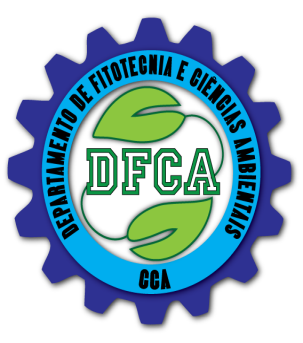 DEPARTAMENTO DE FITOTECNIA E CIÊNCIAS AMBIENTAIS
DFCA
CCA